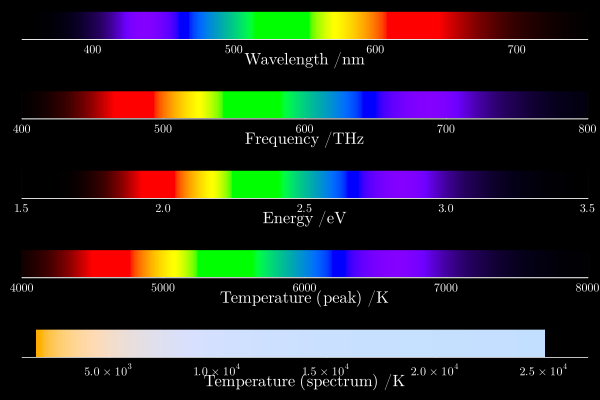 400 500 600 700
Wavelength /nm
400 500 600 700 800
Frequency /THz
1.5 2.0 2.5 3.0 3.5
Energy /eV
4000 5000 6000 7000 8000
Temperature (peak) /K
5.0 × 10³ 1.0 × 10⁴ 1.5 × 10⁴ 2.0 × 10⁴ 2.5 × 10⁴
Temperature (spectrum) /K